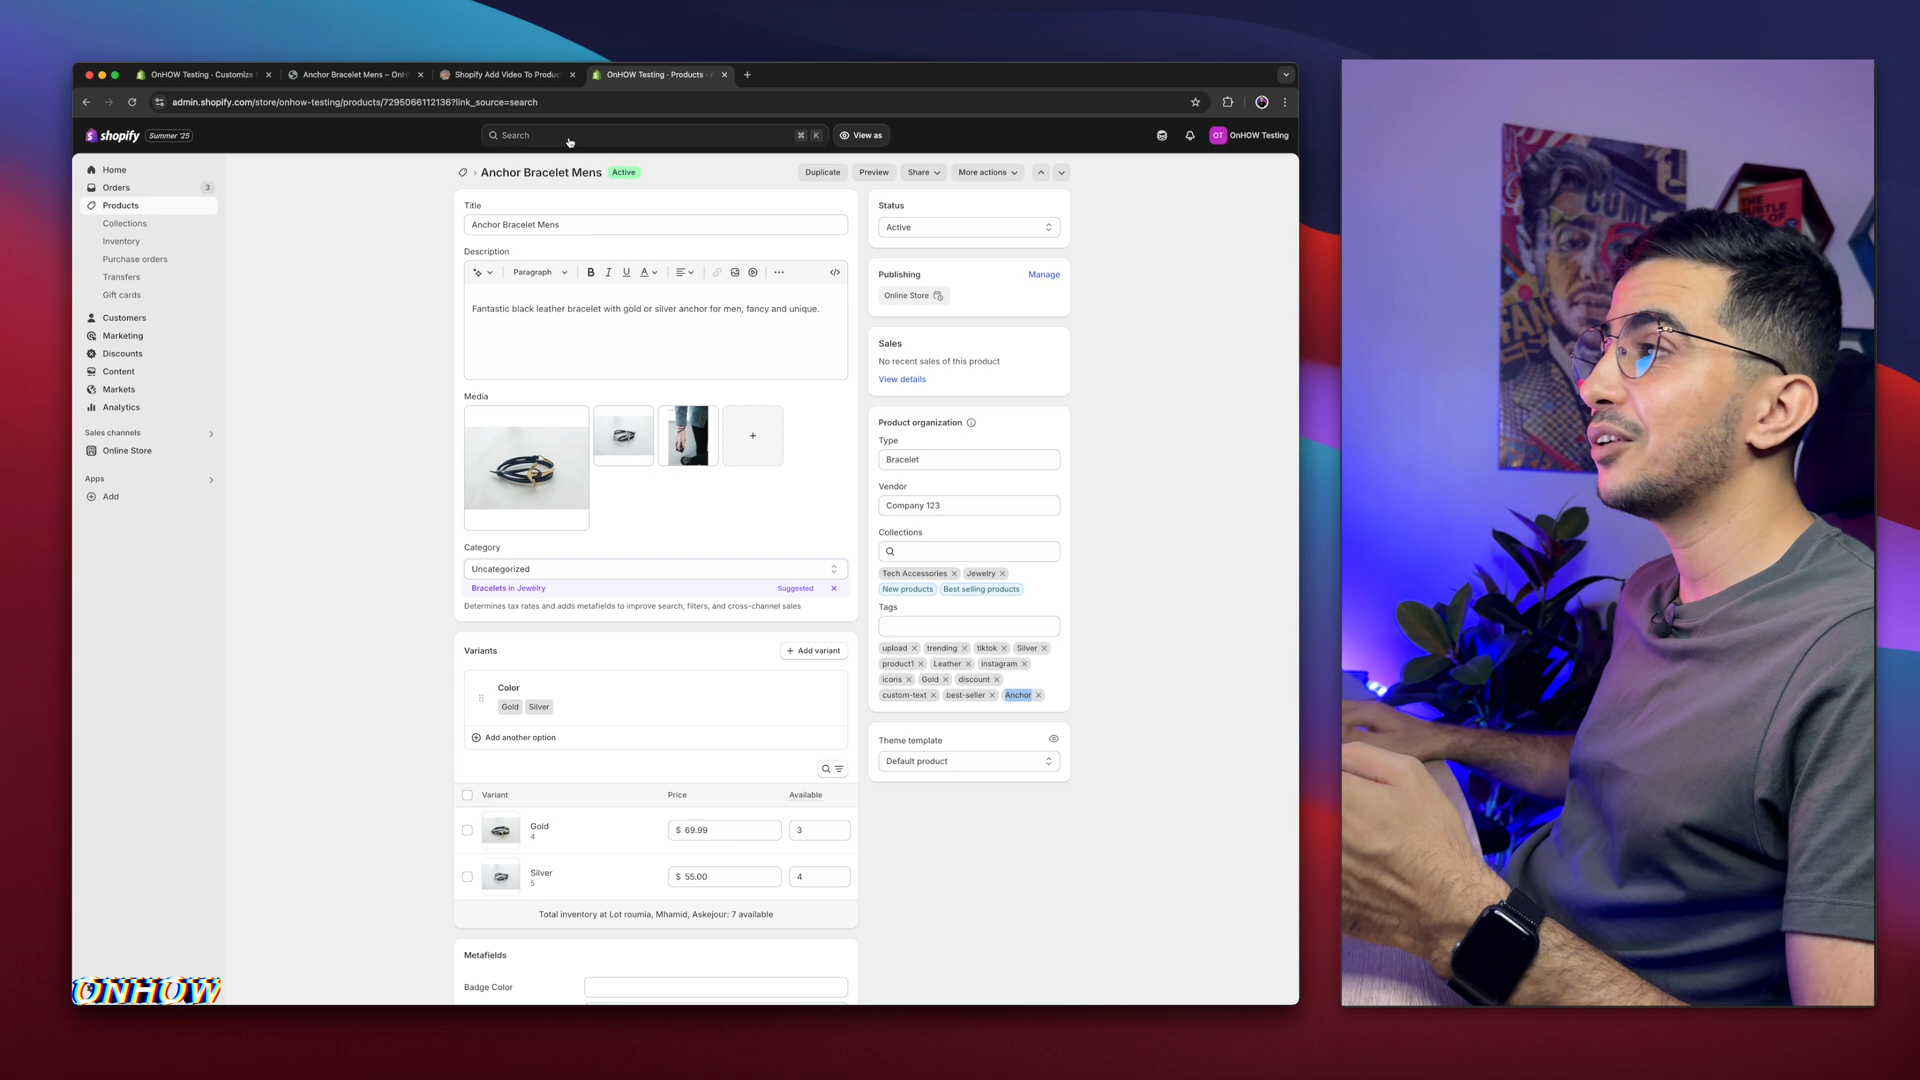 OnHOW Testing · Customize
Anchor Bracelet Mens – OnH
Shopify Add Video To Produc
OnHOW Testing · Products · A
admin.shopify.com/store/onhow-testing/products/7295066112136?link_source=search
shopify
Summer '25
Search
⌘ K
View as
OT
OnHOW Testing
Home
Orders 3
Products
Collections
Inventory
Purchase orders
Transfers
Gift cards
Customers
Marketing
Discounts
Content
Markets
Analytics
Sales channels
Online Store
Apps
Add
Anchor Bracelet Mens Active
Duplicate
Preview
Share
More actions
Title
Anchor Bracelet Mens
Description
Paragraph B I U A
Fantastic black leather bracelet with gold or silver anchor for men, fancy and unique.
Media
Category
Uncategorized
Bracelets in Jewelry Suggested
Determines tax rates and adds metafields to improve search, filters, and cross-channel sales
Variants
Add variant
Color
Gold Silver
Add another option
Variant Price Available
Gold $ 69.99 3
4
Silver $ 55.00 4
5
Total inventory at Lot roumia, Mhamid, Askejour: 7 available
Metafields
Badge Color
Status
Active
Publishing Manage
Online Store
Sales
No recent sales of this product
View details
Product organization
Type
Bracelet
Vendor
Company 123
Collections
Tech Accessories Jewelry
New products Best selling products
Tags
upload trending tiktok Silver
product1 Leather instagram
icons Gold discount
custom-text best-seller Anchor
Theme template
Default product
ONHOW
THE
SUBTLE